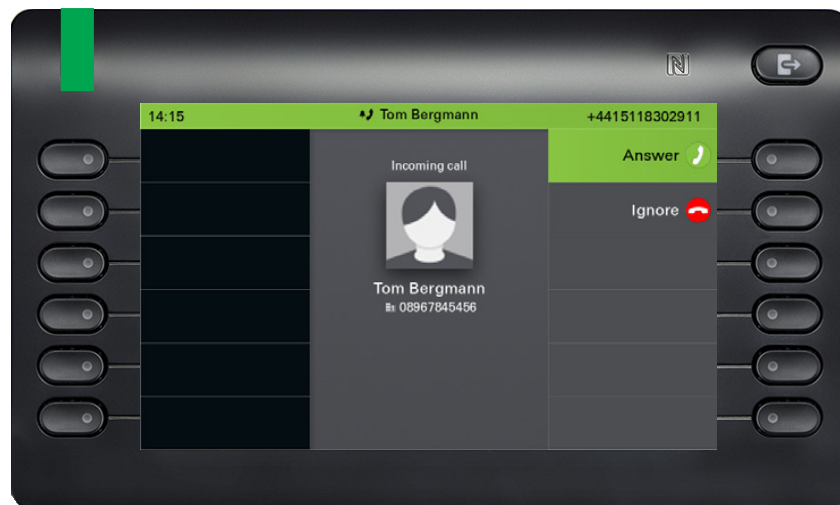 14:15
Tom Bergmann
+4415118302911
Incoming call
Answer
Ignore
Tom Bergmann
08967845456